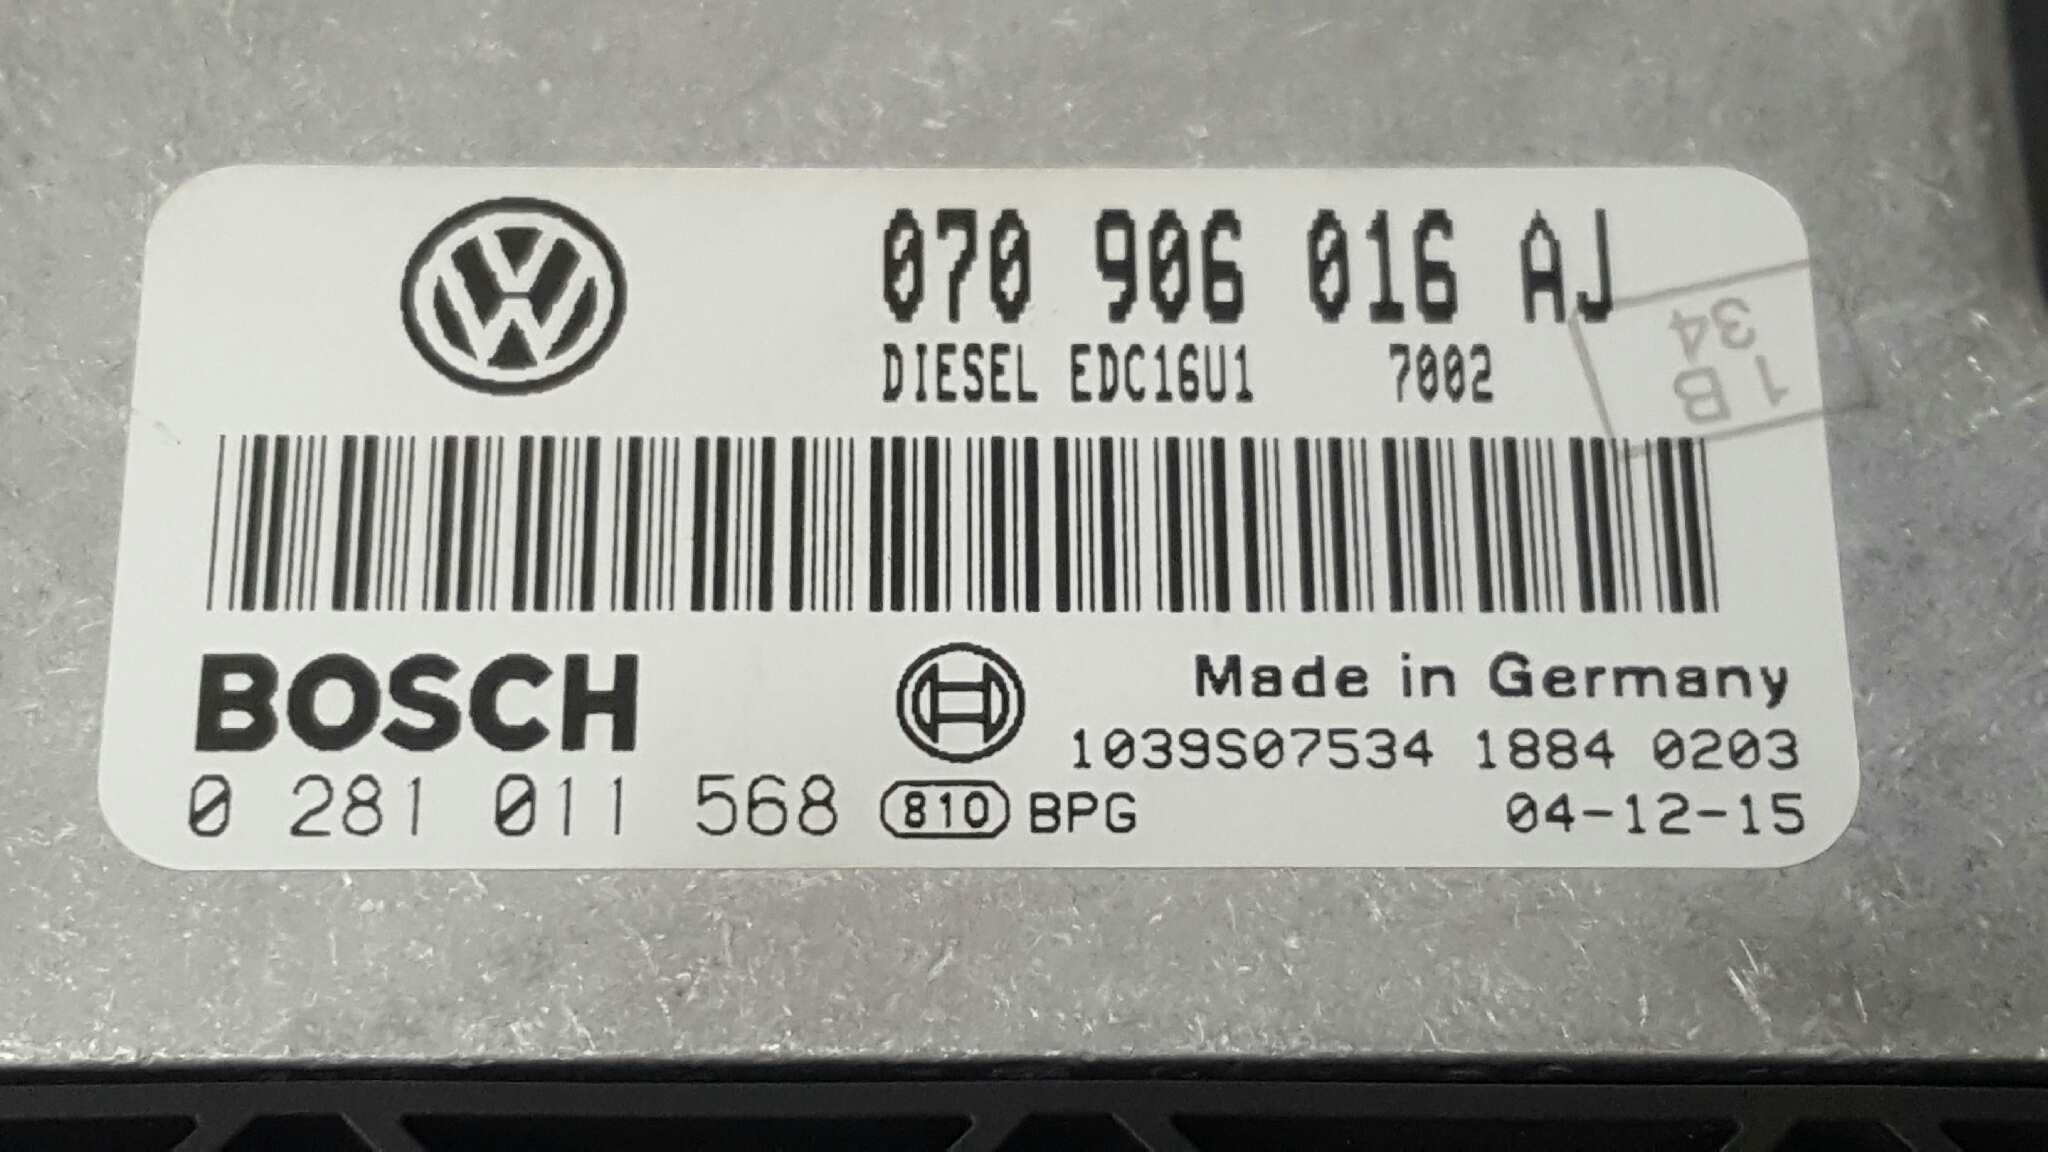 070 906 016 AJ
DIESEL EDC16U1 7002
1B
34
BOSCH
Made in Germany
1039S07534 1884 0203
0 281 011 568 810 BPG 04-12-15